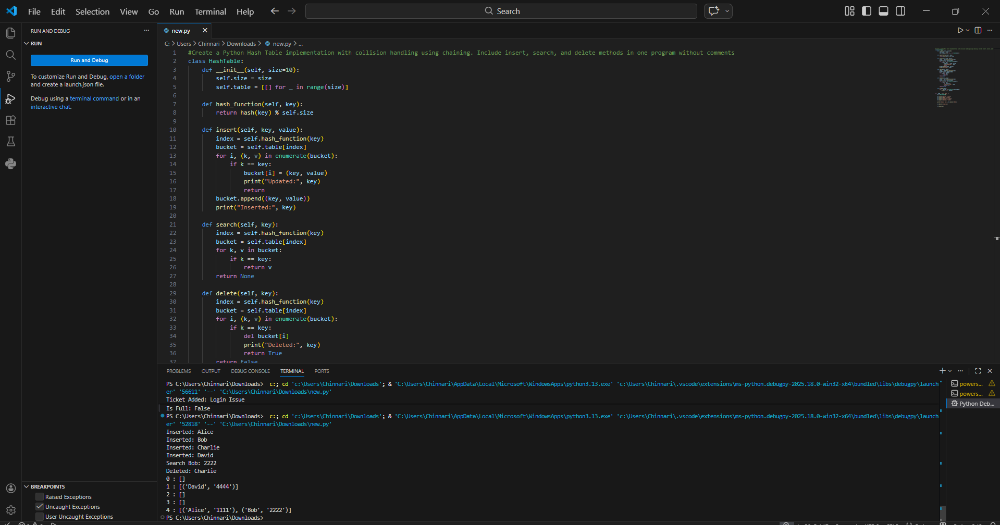 File Edit Selection View Go Run Terminal Help Search
RUN AND DEBUG
RUN
Run and Debug
To customize Run and Debug, open a folder
and create a launch.json file.
Debug using a terminal command or in an
interactive chat.
BREAKPOINTS
Raised Exceptions
Uncaught Exceptions
User Uncaught Exceptions
new.py
C: > Users > Chinnari > Downloads > new.py > ...
1 #Create a Python Hash Table implementation with collision handling using chaining. Include insert, search, and delete methods in one program without comments
2 class HashTable:
3 def __init__(self, size=10):
4 self.size = size
5 self.table = [[] for _ in range(size)]
6
7 def hash_function(self, key):
8 return hash(key) % self.size
9
10 def insert(self, key, value):
11 index = self.hash_function(key)
12 bucket = self.table[index]
13 for i, (k, v) in enumerate(bucket):
14 if k == key:
15 bucket[i] = (key, value)
16 print("Updated:", key)
17 return
18 bucket.append((key, value))
19 print("Inserted:", key)
20
21 def search(self, key):
22 index = self.hash_function(key)
23 bucket = self.table[index]
24 for k, v in bucket:
25 if k == key:
26 return v
27 return None
28
29 def delete(self, key):
30 index = self.hash_function(key)
31 bucket = self.table[index]
32 for i, (k, v) in enumerate(bucket):
33 if k == key:
34 del bucket[i]
35 print("Deleted:", key)
36 return True
37 return False
PROBLEMS OUTPUT DEBUG CONSOLE TERMINAL PORTS
PS C:\Users\Chinnari\Downloads> c:; cd 'c:\Users\Chinnari\Downloads'; & 'C:\Users\Chinnari\AppData\Local\Microsoft\WindowsApps\python3.13.exe' 'c:\Users\Chinnari\.vscode\extensions\ms-python.debugpy-2025.18.0-win32-x64\bundled\libs\debugpy\launch
er' '56611' '--' 'C:\Users\Chinnari\Downloads\new.py'
Ticket Added: Login Issue
Is Full: False
PS C:\Users\Chinnari\Downloads> c:; cd 'c:\Users\Chinnari\Downloads'; & 'C:\Users\Chinnari\AppData\Local\Microsoft\WindowsApps\python3.13.exe' 'c:\Users\Chinnari\.vscode\extensions\ms-python.debugpy-2025.18.0-win32-x64\bundled\libs\debugpy\launch
er' '52818' '--' 'C:\Users\Chinnari\Downloads\new.py'
Inserted: Alice
Inserted: Bob
Inserted: Charlie
Inserted: David
Search Bob: 2222
Deleted: Charlie
0 : []
1 : [('David', '4444')]
2 : []
3 : []
4 : [('Alice', '1111'), ('Bob', '2222')]
PS C:\Users\Chinnari\Downloads>
powers...
powers...
Python Deb...